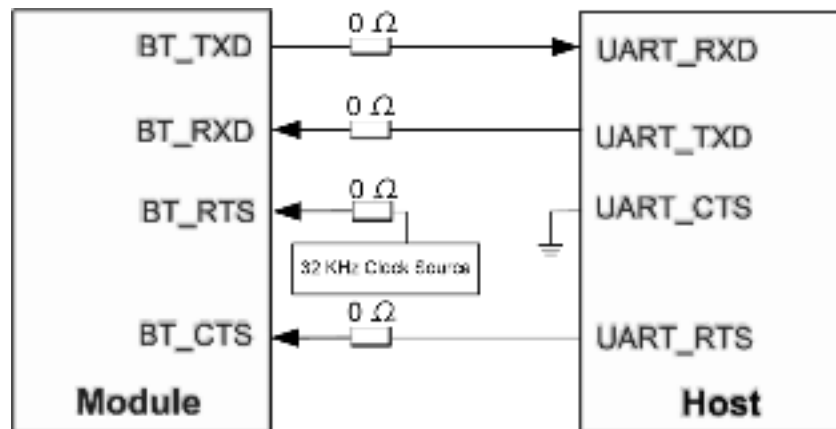 0 Ω
BT_TXD
UART_RXD
0 Ω
BT_RXD
UART_TXD
0 Ω
BT_RTS
UART_CTS
32 KHz Clock Source
0 Ω
BT_CTS
UART_RTS
Module
Host